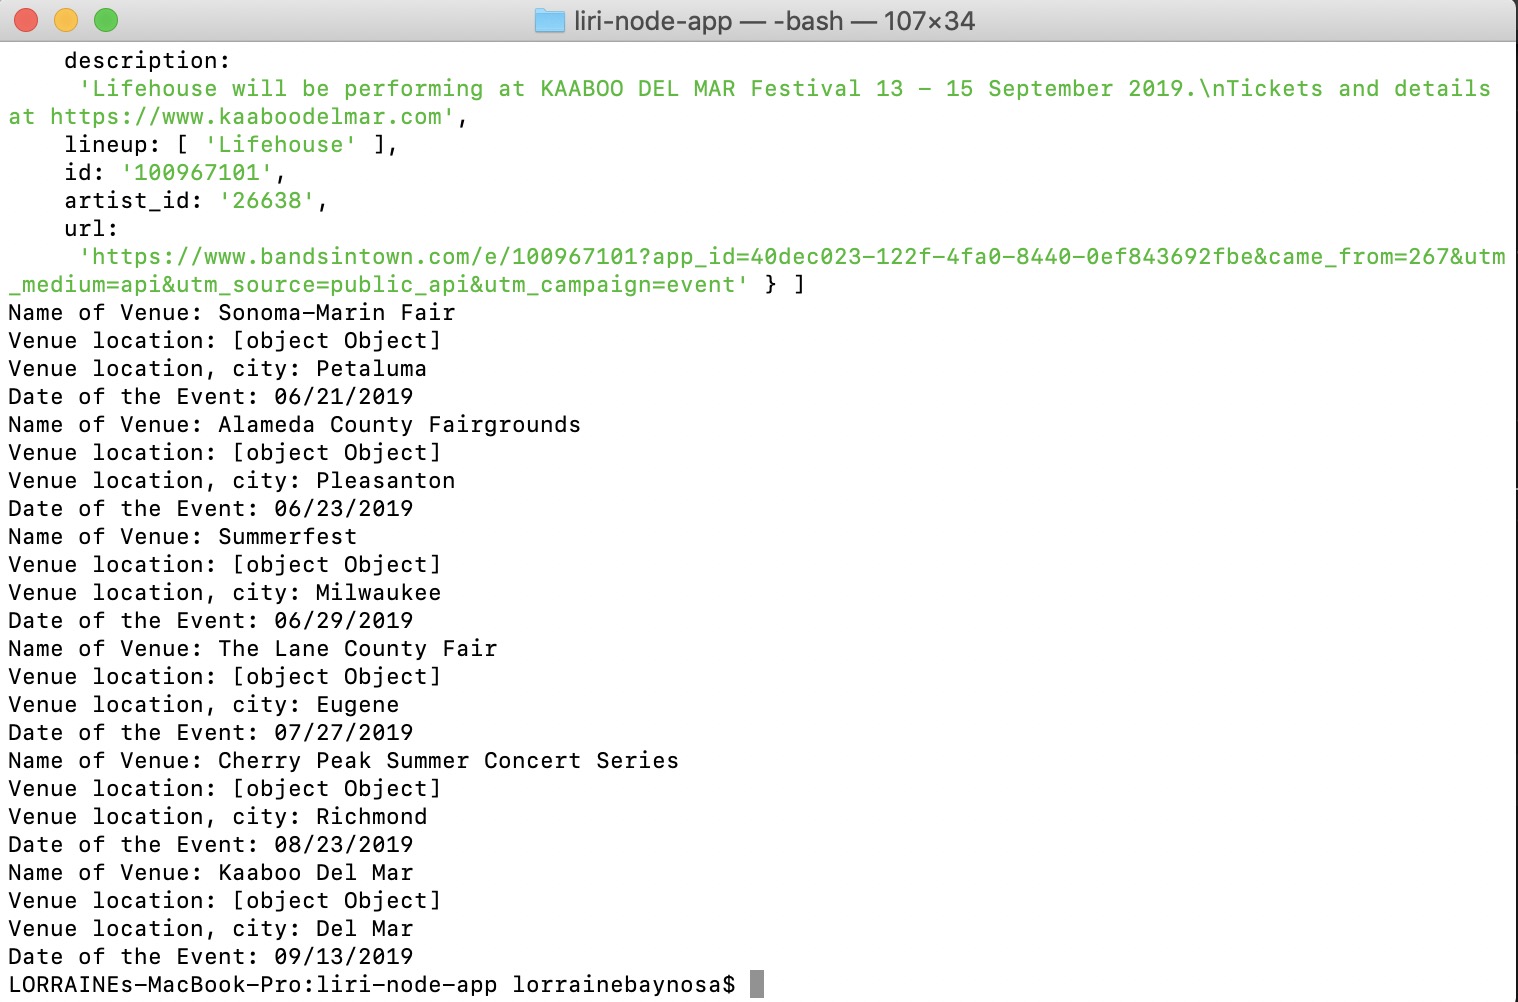 liri-node-app — -bash — 107×34
description:
'Lifehouse will be performing at KAABOO DEL MAR Festival 13 – 15 September 2019.\nTickets and details
at https://www.kaaboodelmar.com',
lineup: [ 'Lifehouse' ],
id: '100967101',
artist_id: '26638',
url:
'https://www.bandsintown.com/e/100967101?app_id=40dec023-122f-4fa0-8440-0ef843692fbe&came_from=267&utm
_medium=api&utm_source=public_api&utm_campaign=event' } ]
Name of Venue: Sonoma-Marin Fair
Venue location: [object Object]
Venue location, city: Petaluma
Date of the Event: 06/21/2019
Name of Venue: Alameda County Fairgrounds
Venue location: [object Object]
Venue location, city: Pleasanton
Date of the Event: 06/23/2019
Name of Venue: Summerfest
Venue location: [object Object]
Venue location, city: Milwaukee
Date of the Event: 06/29/2019
Name of Venue: The Lane County Fair
Venue location: [object Object]
Venue location, city: Eugene
Date of the Event: 07/27/2019
Name of Venue: Cherry Peak Summer Concert Series
Venue location: [object Object]
Venue location, city: Richmond
Date of the Event: 08/23/2019
Name of Venue: Kaaboo Del Mar
Venue location: [object Object]
Venue location, city: Del Mar
Date of the Event: 09/13/2019
LORRAINEs-MacBook-Pro:liri-node-app lorrainebaynosa$